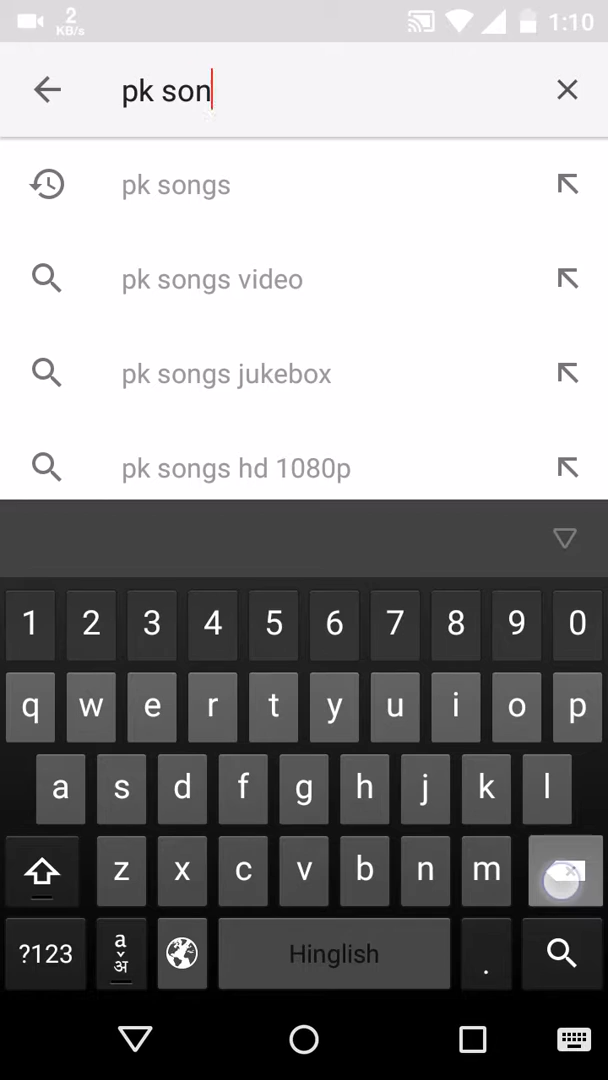 2
KB/s
1:10
pk son
pk songs
pk songs video
pk songs jukebox
pk songs hd 1080p
1 2 3 4 5 6 7 8 9 0
q w e r t y u i o p
a s d f g h j k l
z x c v b n m
?123 a अ Hinglish .